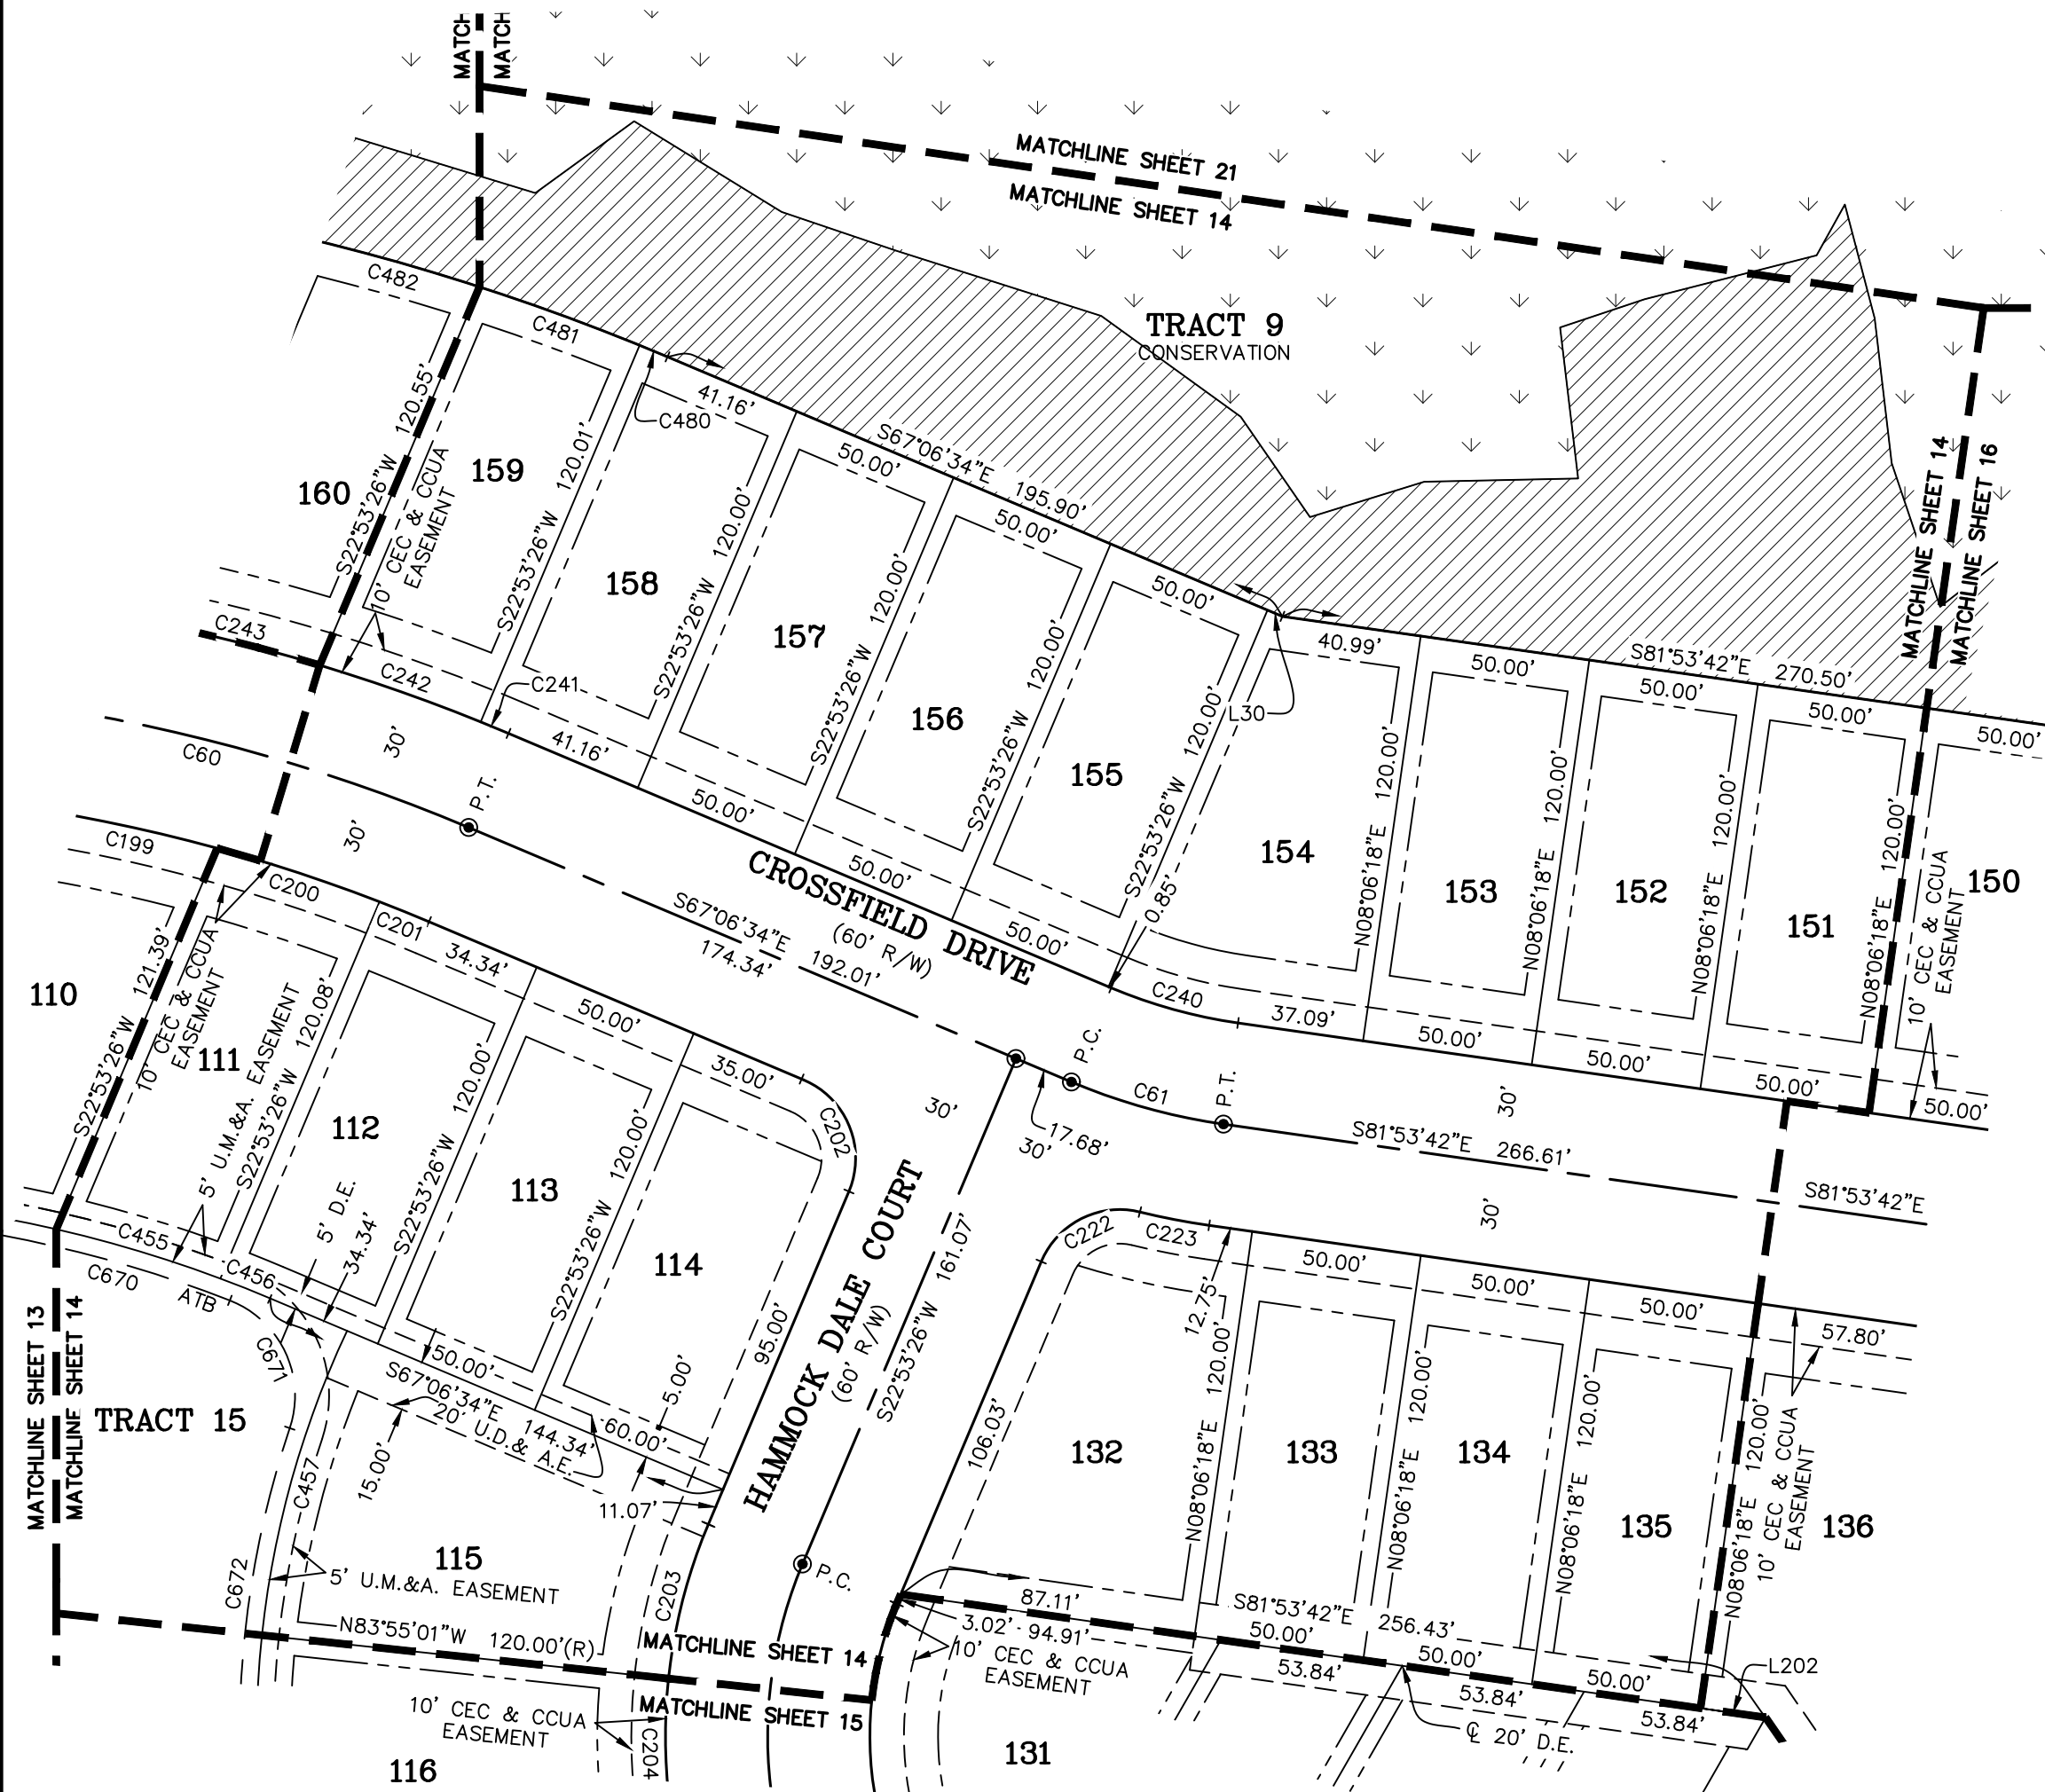 MATCH
MATCH
MATCHLINE SHEET 21
MATCHLINE SHEET 14
TRACT 9
CONSERVATION
C482
C481
C480
41.16'
S67°06'34"E 195.90'
50.00'
50.00'
50.00'
L30
40.99'
50.00'
S81°53'42"E 270.50'
50.00'
50.00'
50.00'
MATCHLINE SHEET 14
MATCHLINE SHEET 16
160
S22°53'26"W 120.55'
10' CEC & CCUA
EASEMENT
159
S22°53'26"W 120.01'
158
S22°53'26"W 120.00'
157
S22°53'26"W 120.00'
156
S22°53'26"W 120.00'
155
S22°53'26"W 120.00'
0.85'
154
N08°06'18"E 120.00'
153
N08°06'18"E 120.00'
152
N08°06'18"E 120.00'
151
N08°06'18"E 120.00'
10' CEC & CCUA
EASEMENT
150
C243
C242
C241
41.16'
50.00'
50.00'
50.00'
C240
37.09'
50.00'
50.00'
50.00'
50.00'
C60
30'
30'
P.T.
CROSSFIELD DRIVE
(60' R/W)
S67°06'34"E 192.01'
174.34'
P.C.
C61
P.T.
17.68'
30'
30'
30'
30'
S81°53'42"E 266.61'
S81°53'42"E
C199
C200
C201
34.34'
50.00'
35.00'
C202
110
S22°53'26"W 121.39'
10' CEC & CCUA
EASEMENT
111
5' U.M.&A. EASEMENT
S22°53'26"W 120.08'
112
5' D.E.
34.34'
S22°53'26"W 120.00'
113
S22°53'26"W 120.00'
114
95.00'
5.00'
HAMMOCK DALE COURT
(60' R/W)
S22°53'26"W 161.07'
C222
C223
12.75'
50.00'
50.00'
50.00'
57.80'
106.03'
132
N08°06'18"E 120.00'
133
N08°06'18"E 120.00'
134
N08°06'18"E 120.00'
135
N08°06'18"E 120.00'
10' CEC & CCUA
EASEMENT
136
C455
C670
ATB
C456
C671
50.00'
S67°06'34"E 144.34'
20' U.D.& A.E.
60.00'
11.07'
MATCHLINE SHEET 13
MATCHLINE SHEET 14
TRACT 15
C457
15.00'
115
5' U.M.&A. EASEMENT
C672
N83°55'01"W 120.00'(R)
C203
P.C.
MATCHLINE SHEET 14
MATCHLINE SHEET 15
10' CEC & CCUA
EASEMENT
C204
116
87.11'
3.02'
94.91'
10' CEC & CCUA
EASEMENT
S81°53'42"E 256.43'
50.00'
50.00'
50.00'
53.84'
53.84'
53.84'
L202
℄ 20' D.E.
131